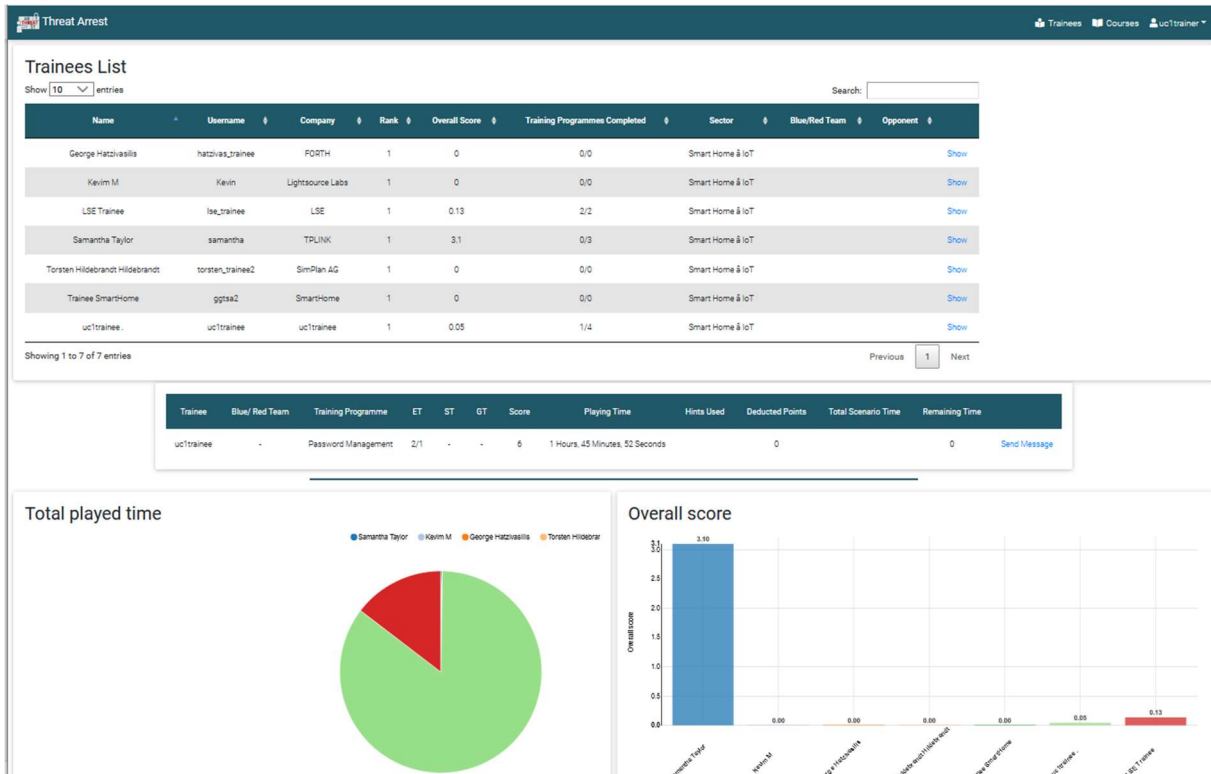 Threat Arrest Trainees Courses uc1trainer
Trainees List
Show 10 entries Search:
Name Username Company Rank Overall Score Training Programmes Completed Sector Blue/Red Team Opponent
George Hatzivasilis hatzivas_trainee FORTH 1 0 0/0 Smart Home â IoT Show
Kevim M Kevin Lightsource Labs 1 0 0/0 Smart Home â IoT Show
LSE Trainee lse_trainee LSE 1 0.13 2/2 Smart Home â IoT Show
Samantha Taylor samantha TPLINK 1 3.1 0/3 Smart Home â IoT Show
Torsten Hildebrandt Hildebrandt torsten_trainee2 SimPlan AG 1 0 0/0 Smart Home â IoT Show
Trainee SmartHome ggtsa2 SmartHome 1 0 0/0 Smart Home â IoT Show
uc1trainee . uc1trainee uc1trainee 1 0.05 1/4 Smart Home â IoT Show
Showing 1 to 7 of 7 entries Previous 1 Next
Trainee Blue/ Red Team Training Programme ET ST GT Score Playing Time Hints Used Deducted Points Total Scenario Time Remaining Time
uc1trainee - Password Management 2/1 - - 6 1 Hours, 45 Minutes, 52 Seconds 0 0 Send Message
Total played time
Samantha Taylor Kevim M George Hatzivasilis Torsten Hildebrar
Overall score
3.1
3.0
2.5
2.0
1.5
1.0
0.5
0.0
Overall score
3.10 0.00 0.00 0.00 0.00 0.05 0.13
Kevim M